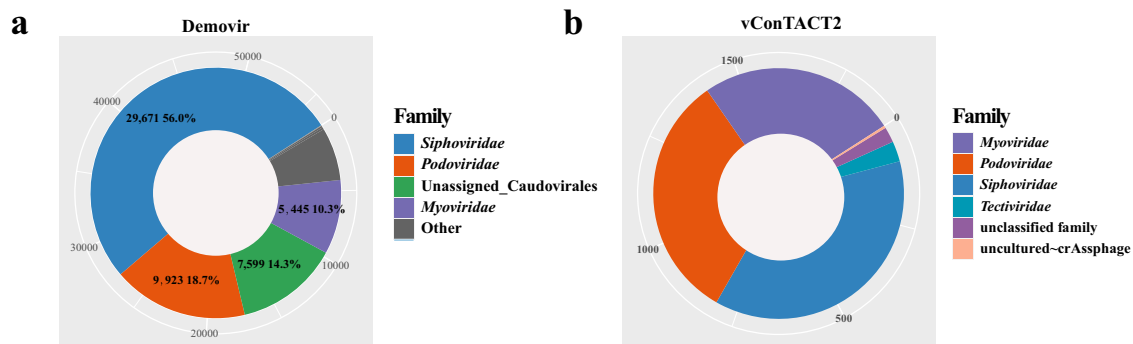 a
Demovir
50000
40000
0
29,671 56.0%
5,445 10.3%
7,599 14.3%
10000
30000
9,923 18.7%
20000
Family
Siphoviridae
Podoviridae
Unassigned_Caudovirales
Myoviridae
Other
b
vConTACT2
1500
0
1000
500
Family
Myoviridae
Podoviridae
Siphoviridae
Tectiviridae
unclassified family
uncultured~crAssphage